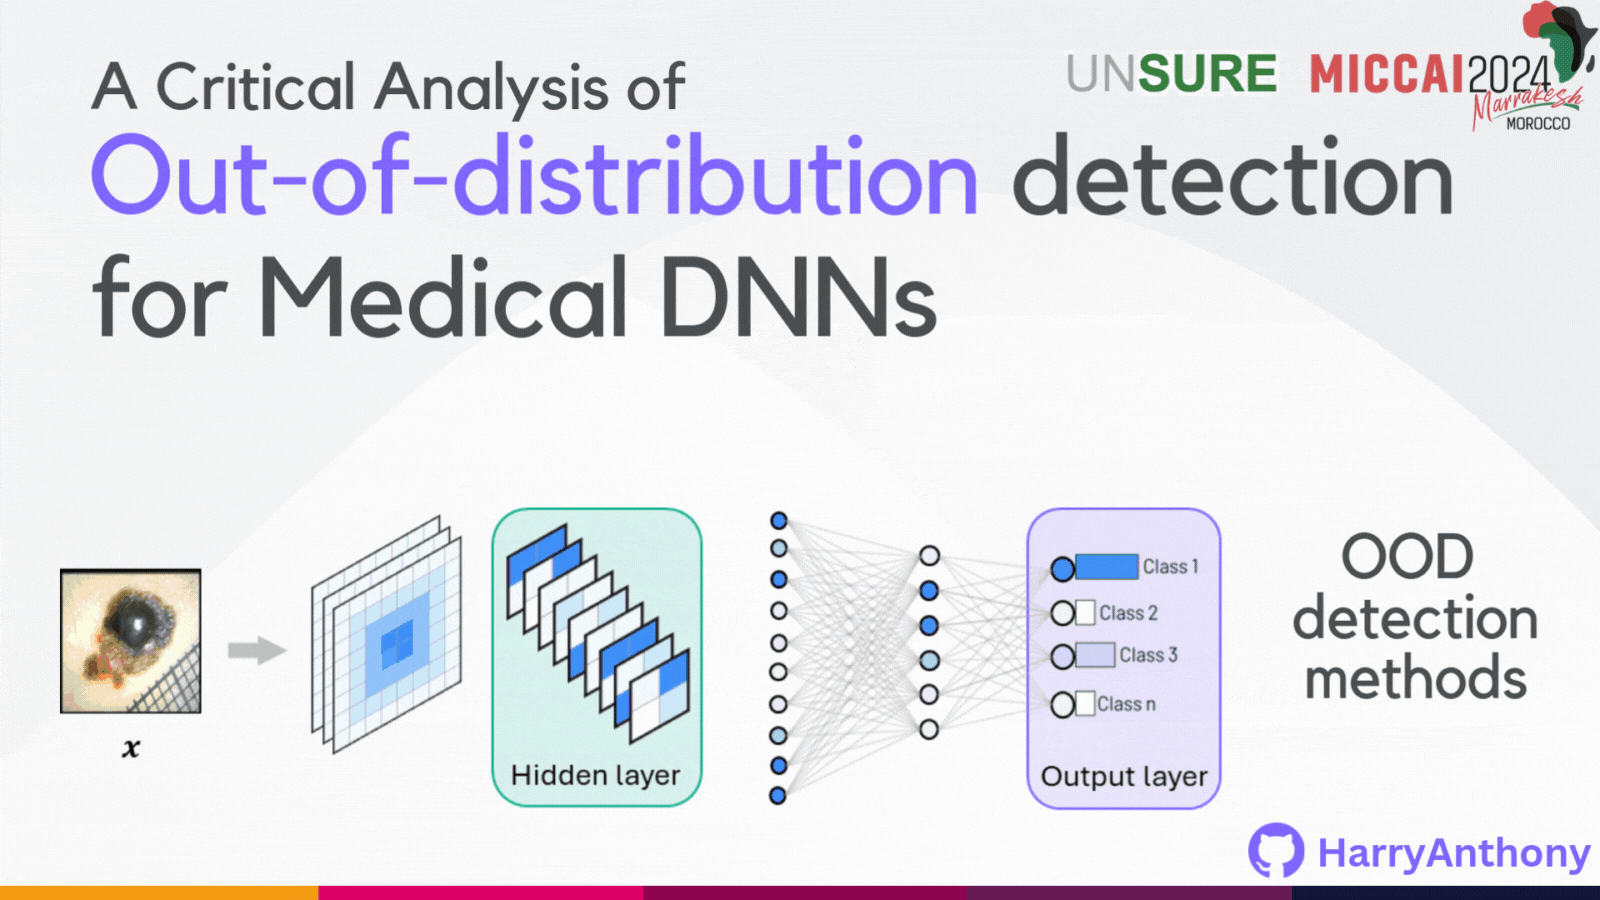 A Critical Analysis of
Out-of-distribution detection
for Medical DNNs
UNSURE
MICCAI2024
Marrakesh
MOROCCO
x
Hidden layer
Class 1
Class 2
Class 3
Class n
Output layer
OOD
detection
methods
HarryAnthony